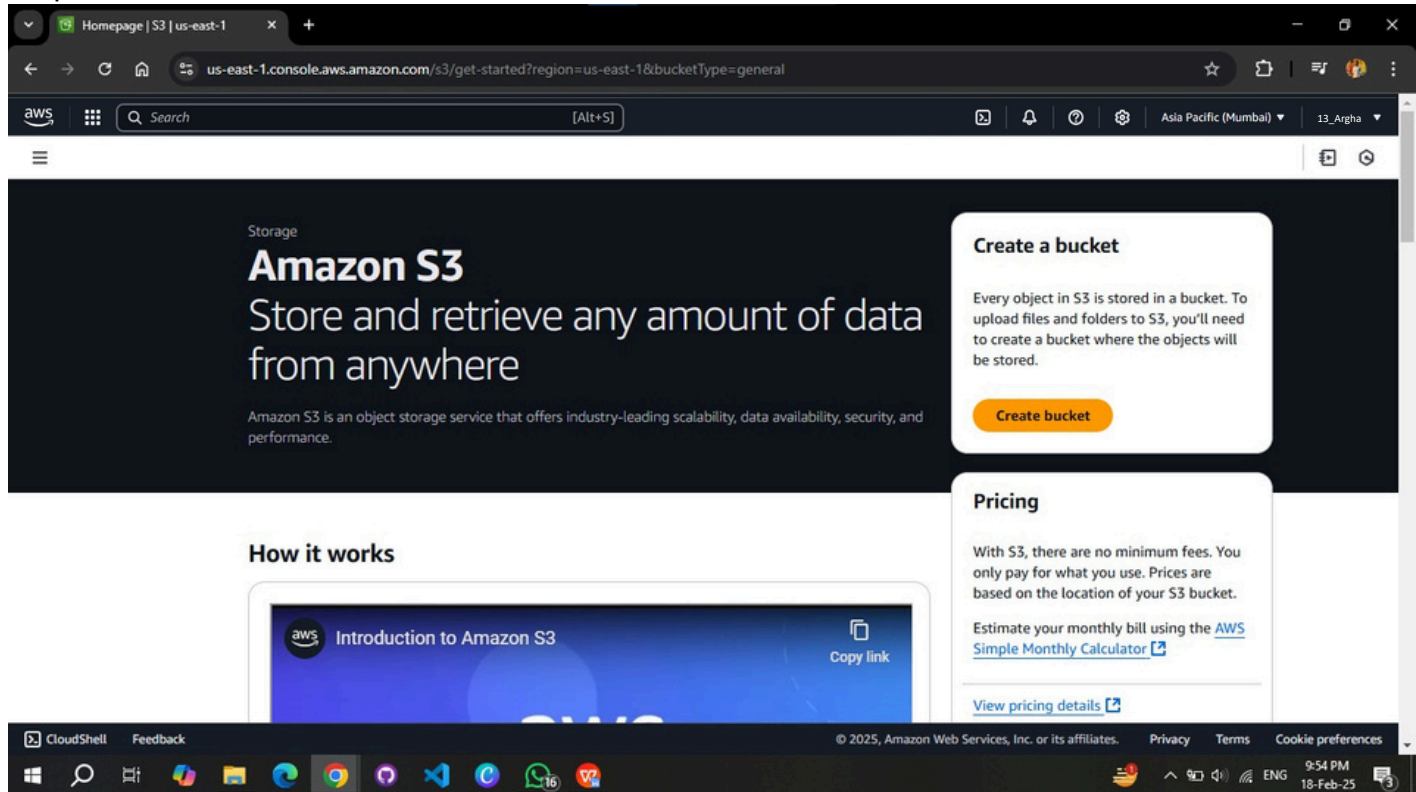 Homepage | S3 | us-east-1
us-east-1.console.aws.amazon.com/s3/get-started?region=us-east-1&bucketType=general
aws
Search
[Alt+S]
Asia Pacific (Mumbai)
13_Argha
Storage
Amazon S3
Store and retrieve any amount of data
from anywhere
Amazon S3 is an object storage service that offers industry-leading scalability, data availability, security, and
performance.
Create a bucket
Every object in S3 is stored in a bucket. To
upload files and folders to S3, you'll need
to create a bucket where the objects will
be stored.
Create bucket
Pricing
With S3, there are no minimum fees. You
only pay for what you use. Prices are
based on the location of your S3 bucket.
Estimate your monthly bill using the AWS
Simple Monthly Calculator
View pricing details
How it works
aws
Introduction to Amazon S3
Copy link
CloudShell Feedback
© 2025, Amazon Web Services, Inc. or its affiliates. Privacy Terms Cookie preferences
16
ENG
9:54 PM
18-Feb-25
3